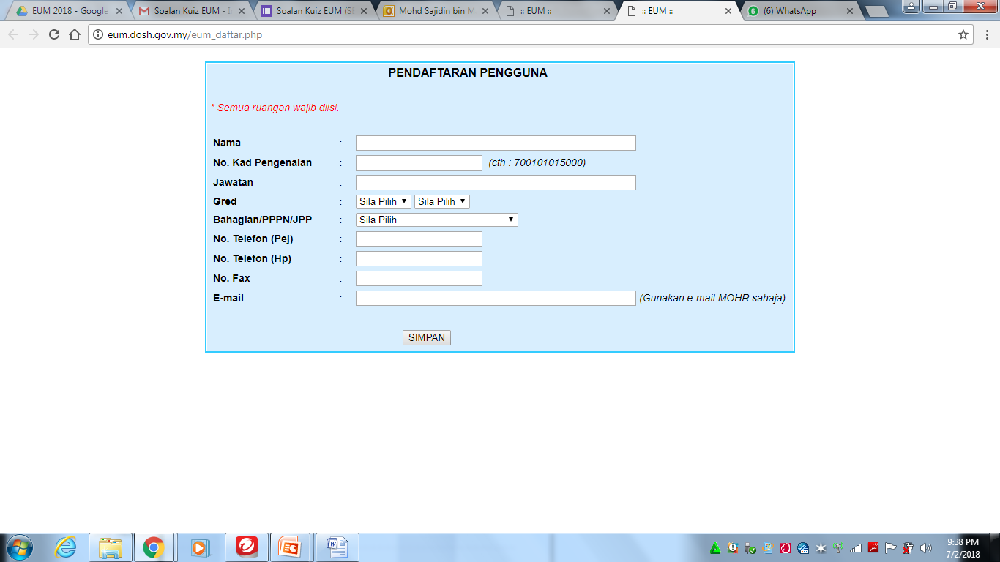 EUM 2018 - Google
Soalan Kuiz EUM - I
Soalan Kuiz EUM (SE
Mohd Sajidin bin M
:: EUM ::
:: EUM ::
(6) WhatsApp
eum.dosh.gov.my/eum_daftar.php
PENDAFTARAN PENGGUNA
* Semua ruangan wajib diisi.
Nama :
No. Kad Pengenalan : (cth : 700101015000)
Jawatan :
Gred : Sila Pilih Sila Pilih
Bahagian/PPPN/JPP : Sila Pilih
No. Telefon (Pej) :
No. Telefon (Hp) :
No. Fax :
E-mail : (Gunakan e-mail MOHR sahaja)
SIMPAN
9:38 PM
7/2/2018